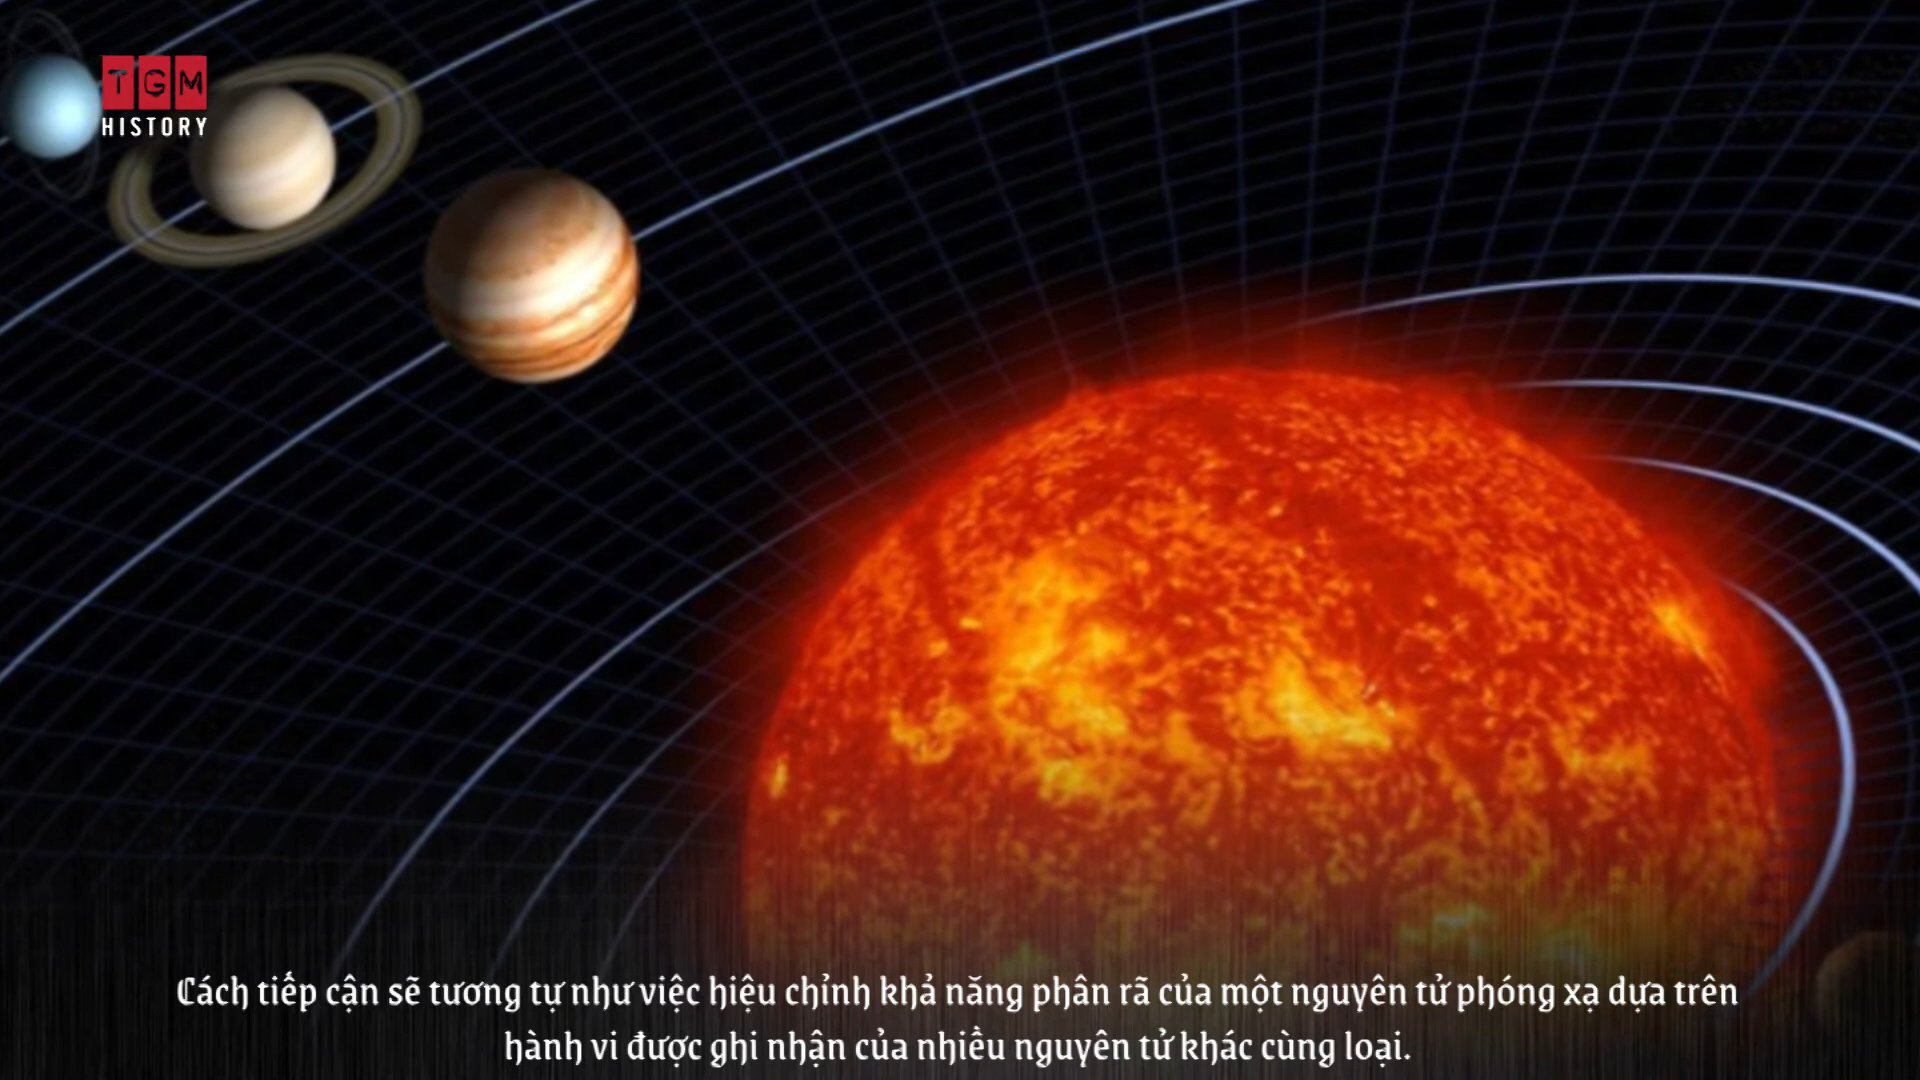 TGM
HISTORY
Cách tiếp cận sẽ tương tự như việc hiệu chỉnh khả năng phân rã của một nguyên tử phóng xạ dựa trên
hành vi được ghi nhận của nhiều nguyên tử khác cùng loại.